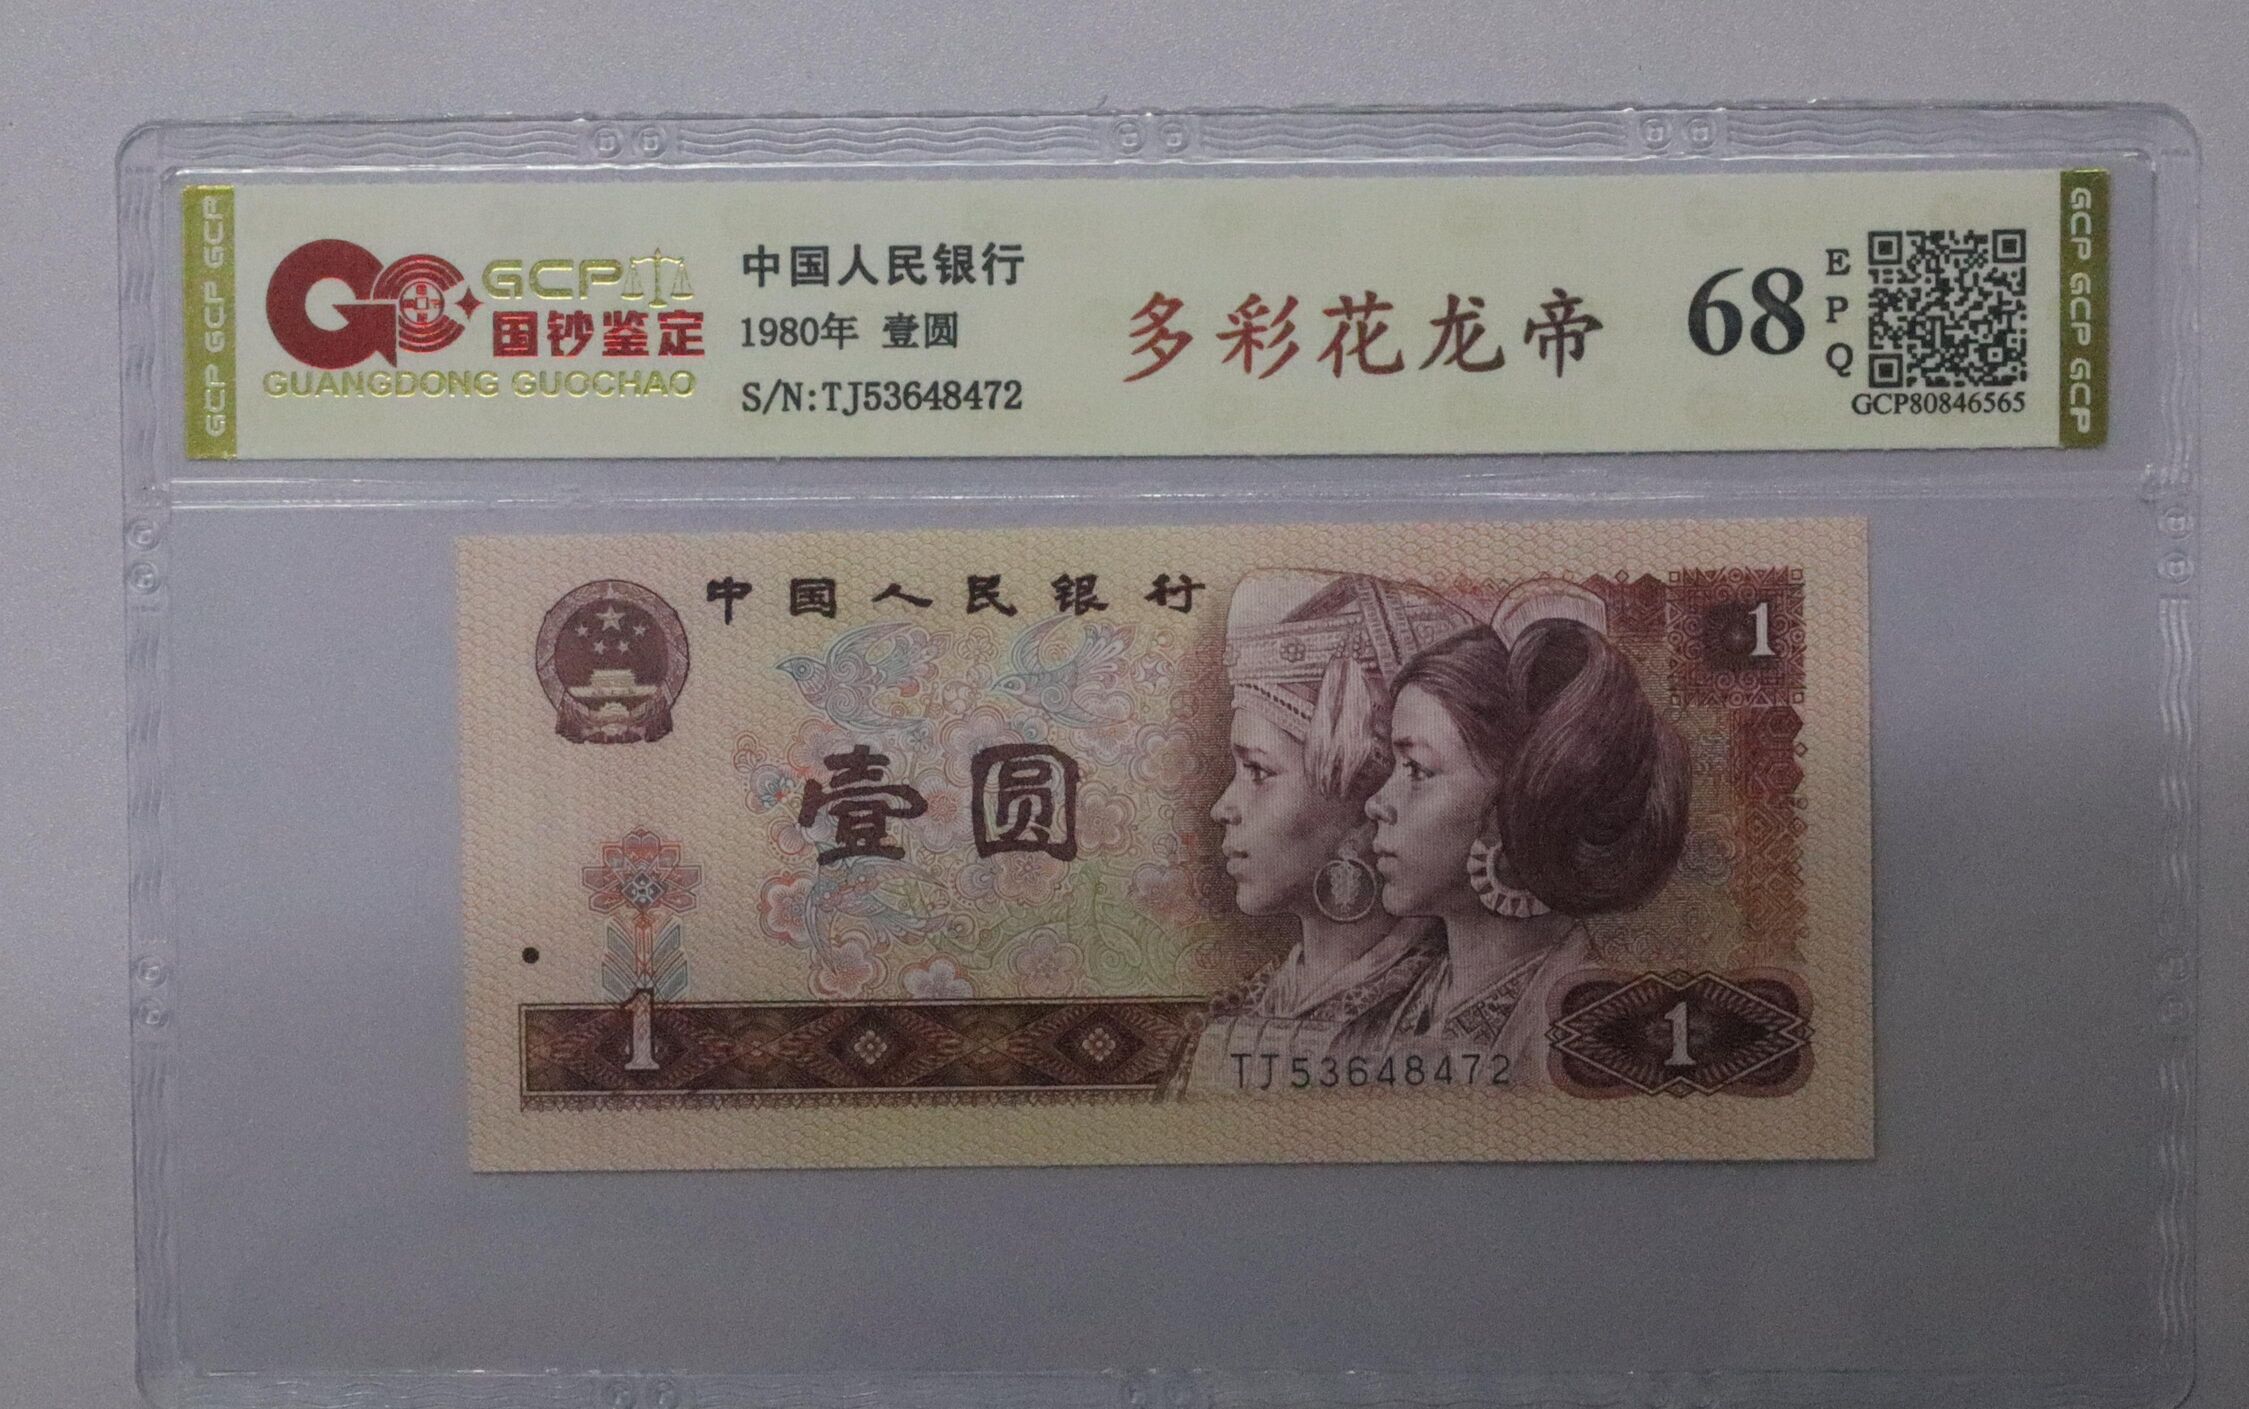 GCP GCP GCP
GCP
国钞鉴定
GUANGDONG GUOCHAO
中国人民银行
1980年 壹圆
S/N:TJ53648472
多彩花龙帝
68
EPQ
GCP80846565
GCP GCP GCP
中国人民银行
1
壹圆
1
TJ53648472
1